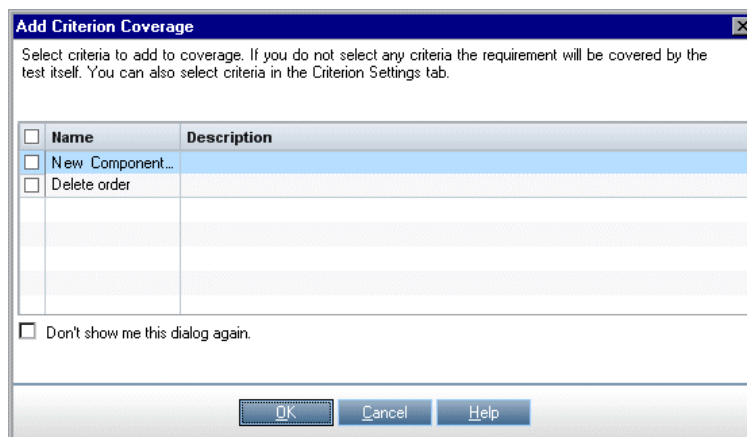 Add Criterion Coverage
Select criteria to add to coverage. If you do not select any criteria the requirement will be covered by the
test itself. You can also select criteria in the Criterion Settings tab.
Name Description
New Component...
Delete order
Don't show me this dialog again.
OK Cancel Help